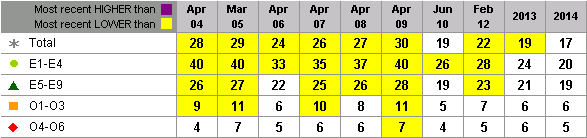 Most recent HIGHER than Apr Mar Apr Apr Apr Apr Jun Feb 2013 2014
Most recent LOWER than 04 05 06 07 08 09 10 12
Total 28 29 24 26 27 30 19 22 19 17
E1-E4 40 40 33 35 37 40 26 28 24 20
E5-E9 26 27 22 25 26 28 19 23 21 19
O1-O3 9 11 6 10 8 11 5 7 6 6
O4-O6 4 7 5 6 6 7 4 5 6 5